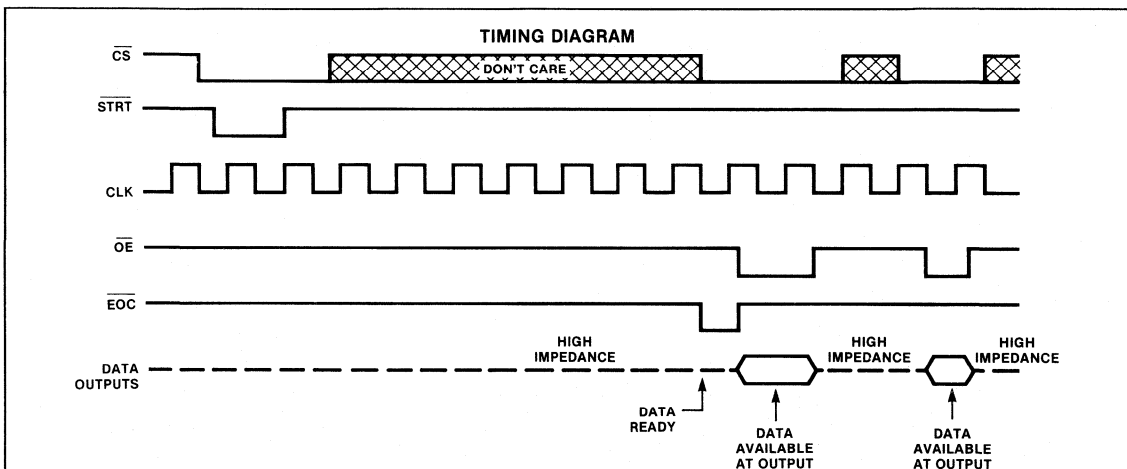 TIMING DIAGRAM
CS
DON'T CARE
STRT
CLK
OE
EOC
HIGH
IMPEDANCE
HIGH
IMPEDANCE
HIGH
IMPEDANCE
DATA
OUTPUTS
DATA
READY
DATA
AVAILABLE
AT OUTPUT
DATA
AVAILABLE
AT OUTPUT